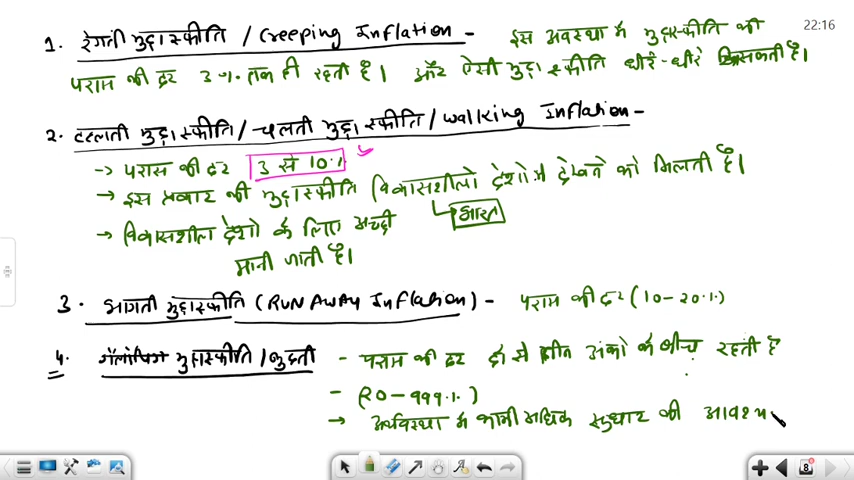 22:16
1. रेंगती मुद्रास्फीति / Creeping Inflation - इस अवस्था में मुद्रास्फीति की
परास की दर 3% तक ही रहती है। और ऐसी मुद्रा स्फीति धीरे-धीरे खिसकती है।
2. टहलती मुद्रास्फीति / चलती मुद्रा स्फीति / walking Inflation -
-> परास की दर 3 से 10%
-> इस प्रकार की मुद्रास्फीति विकासशीलो देशो में देखने को मिलती है।
भारत
-> विकासशील देशो के लिए अच्छी
मानी जाती है।
3. भागती मुद्रास्फीति (RUN AWAY Inflation) - परास की दर (10-20%)
4. गैलोपिंग मुद्रास्फीति / कुदती - परास की दर दो से तीन अंको के बीच रहती है
- (20-999%)
-> अर्थव्यवस्था में काफी अधिक सुधार की आवश्य
8